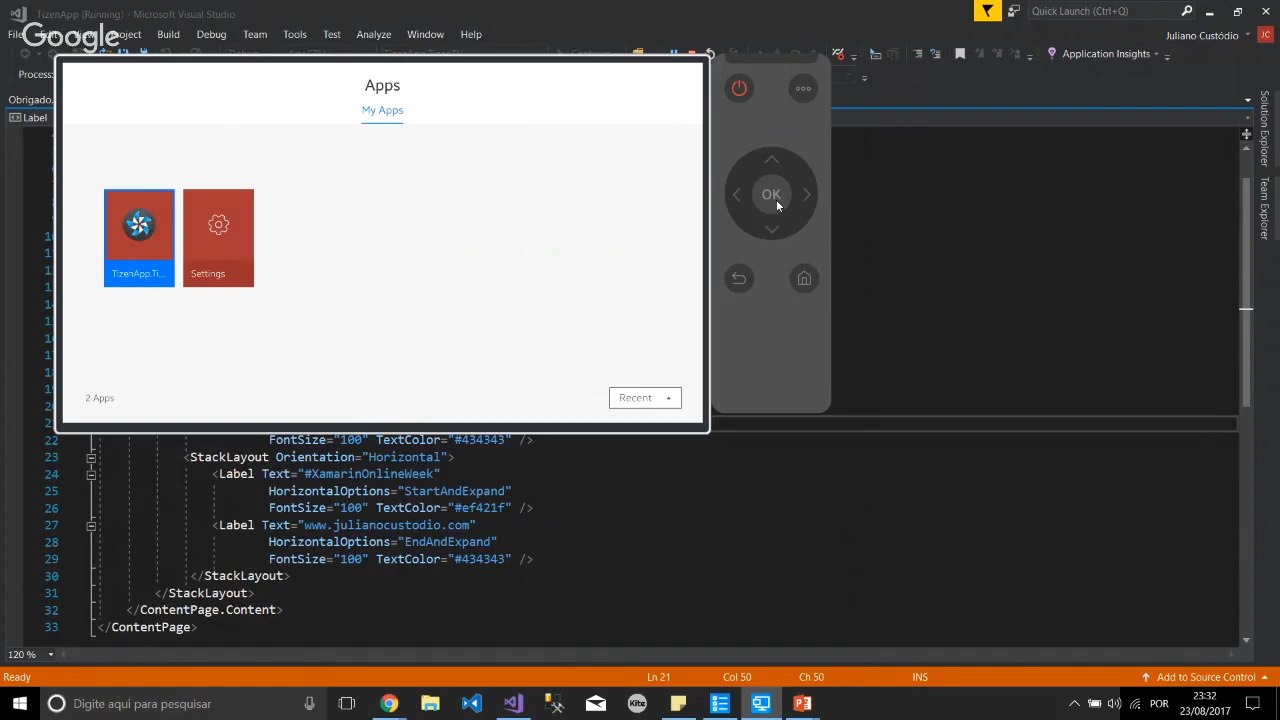 TizenApp (Running) - Microsoft Visual Studio
Quick Launch (Ctrl+Q)
Google
Project Build Debug Team Tools Test Analyze Window Help
Juliano Custódio JC
Application Insights
Process:
Obrigado.
Label
Solution Explorer
Team Explorer
Apps
My Apps
TizenApp.Ti...
Settings
2 Apps
Recent
OK
22 FontSize="100" TextColor="#434343" />
23 <StackLayout Orientation="Horizontal">
24 <Label Text="#XamarinOnlineWeek"
25 HorizontalOptions="StartAndExpand"
26 FontSize="100" TextColor="#ef421f" />
27 <Label Text="www.julianocustodio.com"
28 HorizontalOptions="EndAndExpand"
29 FontSize="100" TextColor="#434343" />
30 </StackLayout>
31 </StackLayout>
32 </ContentPage.Content>
33 </ContentPage>
120 %
Ready Ln 21 Col 50 Ch 50 INS Add to Source Control
Digite aqui para pesquisar
Kite
POR
23:32
23/08/2017